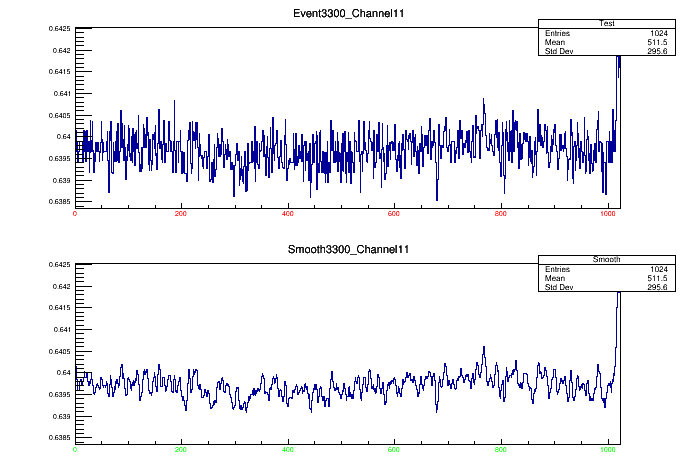 Event3300_Channel11
Test
Entries 1024
Mean 511.5
Std Dev 295.6
0.6425
0.642
0.6415
0.641
0.6405
0.64
0.6395
0.639
0.6385
0 200 400 600 800 1000
Smooth3300_Channel11
Smooth
Entries 1024
Mean 511.5
Std Dev 295.6
0.6425
0.642
0.6415
0.641
0.6405
0.64
0.6395
0.639
0.6385
0 200 400 600 800 1000